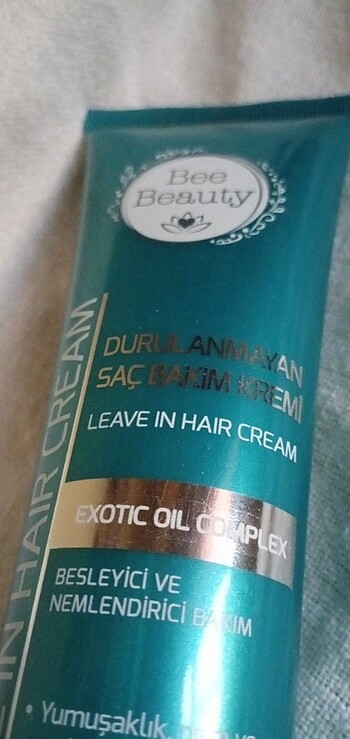 Bee
Beauty
DURULANMAYAN
SAÇ BAKIM KREMİ
LEAVE IN HAIR CREAM
EXOTIC OIL COMPLEX
BESLEYİCİ VE
NEMLENDİRİCİ BAKIM
• Yumuşaklık,
IN HAIR CREAM